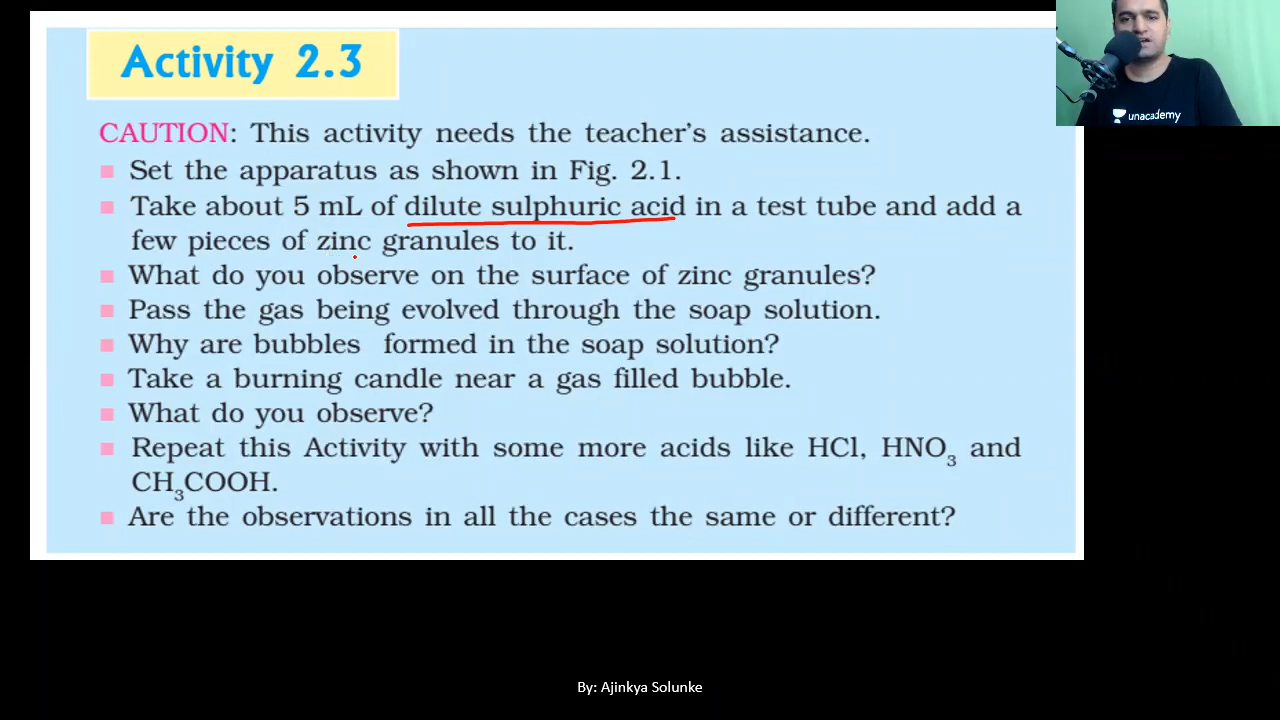 Activity 2.3
CAUTION: This activity needs the teacher's assistance.
Set the apparatus as shown in Fig. 2.1.
Take about 5 mL of dilute sulphuric acid in a test tube and add a
few pieces of zinc granules to it.
What do you observe on the surface of zinc granules?
Pass the gas being evolved through the soap solution.
Why are bubbles formed in the soap solution?
Take a burning candle near a gas filled bubble.
What do you observe?
Repeat this Activity with some more acids like HCl, HNO₃ and
CH₃COOH.
Are the observations in all the cases the same or different?
unacademy
By: Ajinkya Solunke